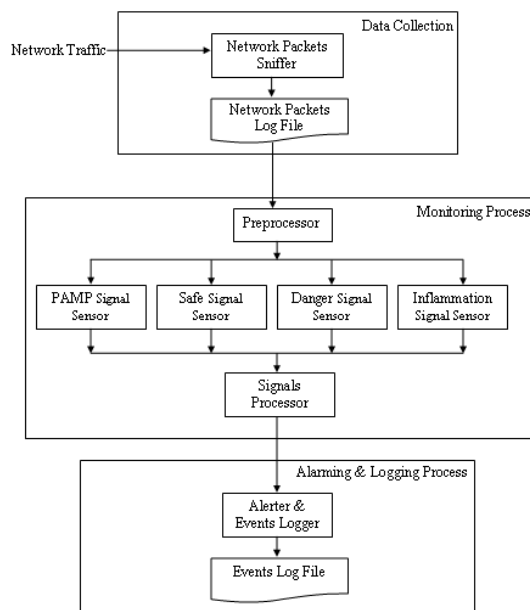 Data Collection
Network Traffic
Network Packets
Sniffer
Network Packets
Log File
Monitoring Process
Preprocessor
PAMP Signal
Sensor
Safe Signal
Sensor
Danger Signal
Sensor
Inflammation
Signal Sensor
Signals
Processor
Alarming & Logging Process
Alerter &
Events Logger
Events Log File